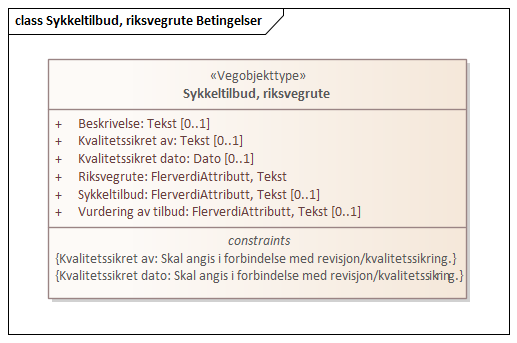 class Sykkeltilbud, riksvegrute Betingelser
«Vegobjekttype»
Sykkeltilbud, riksvegrute
+ Beskrivelse: Tekst [0..1]
+ Kvalitetssikret av: Tekst [0..1]
+ Kvalitetssikret dato: Dato [0..1]
+ Riksvegrute: FlerverdiAttributt, Tekst
+ Sykkeltilbud: FlerverdiAttributt, Tekst [0..1]
+ Vurdering av tilbud: FlerverdiAttributt, Tekst [0..1]
constraints
{Kvalitetssikret av: Skal angis i forbindelse med revisjon/kvalitetssikring.}
{Kvalitetssikret dato: Skal angis i forbindelse med revisjon/kvalitetssikring.}